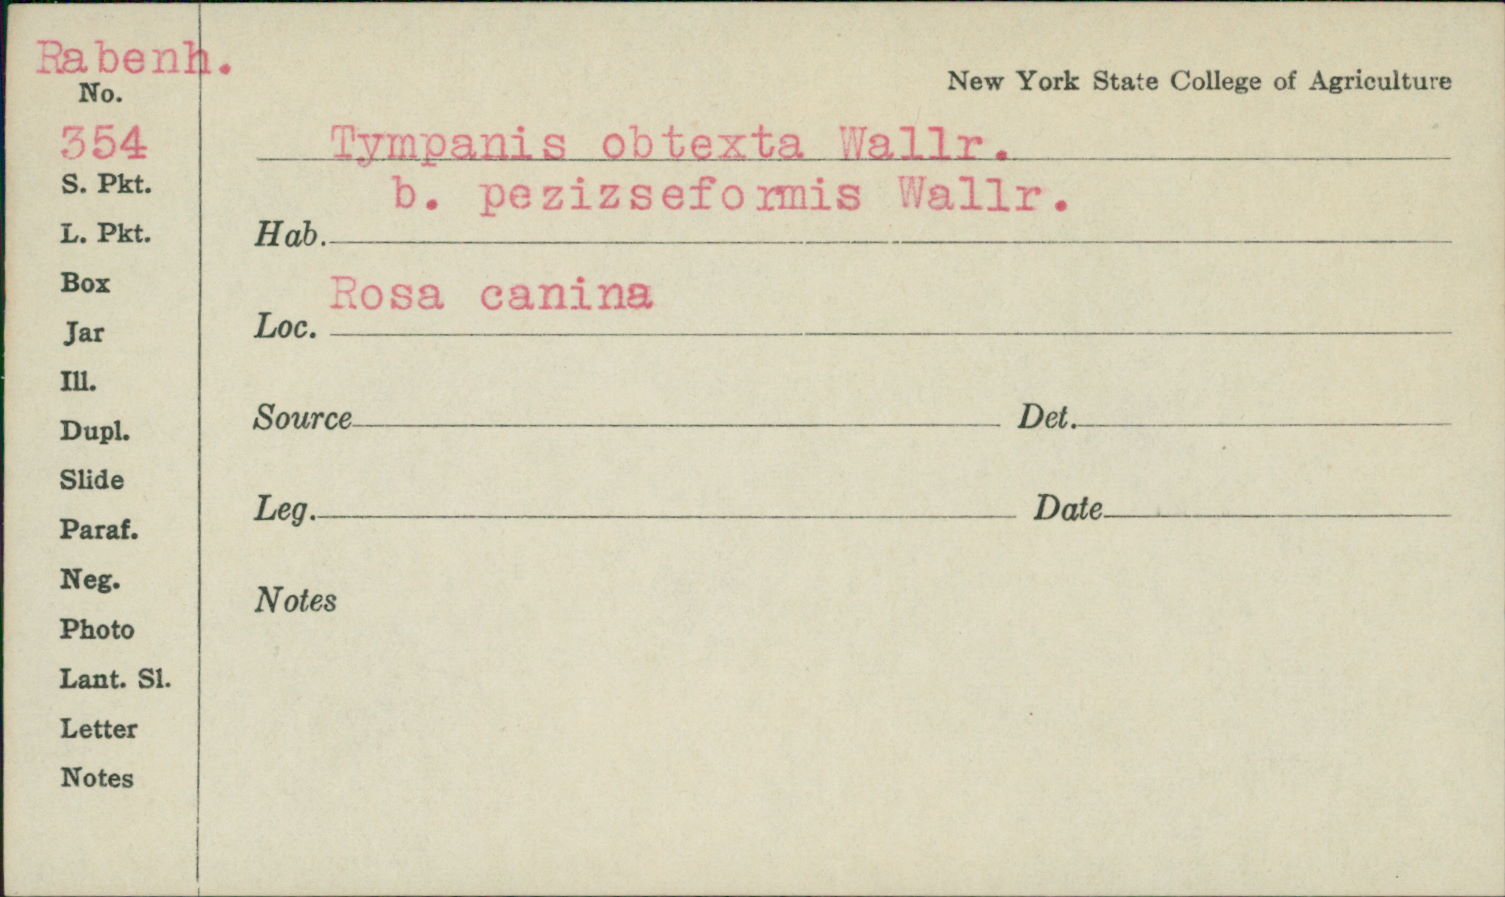 Rabenh.
No.
354
S. Pkt.
L. Pkt.
Box
Jar
Ill.
Dupl.
Slide
Paraf.
Neg.
Photo
Lant. Sl.
Letter
Notes
New York State College of Agriculture
Tympanis obtexta Wallr.
b. pezizseformis Wallr.
Hab.
Rosa canina
Loc.
Source Det.
Leg. Date
Notes